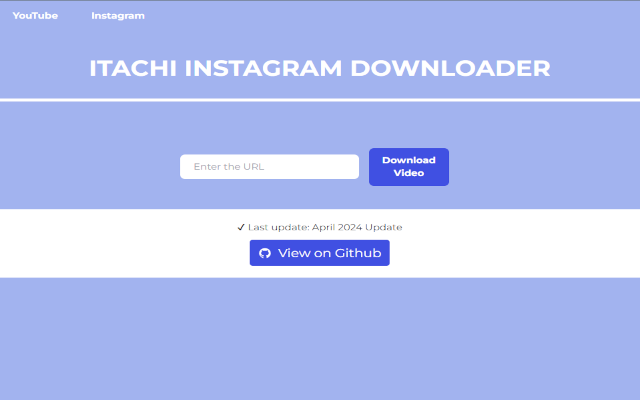 YouTube Instagram
ITACHI INSTAGRAM DOWNLOADER
Enter the URL
Download
Video
✓ Last update: April 2024 Update
View on Github